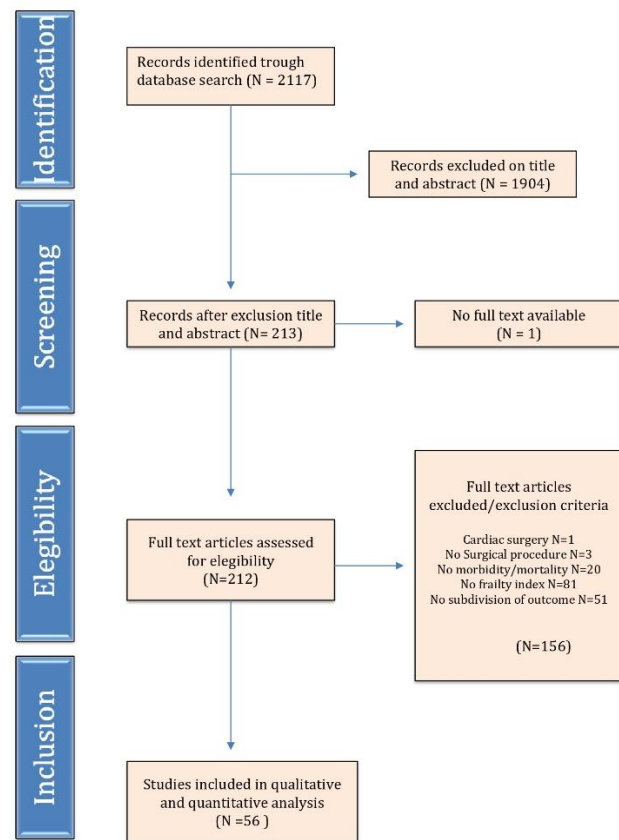 Identification
Records identified trough
database search (N = 2117)
Records excluded on title
and abstract (N = 1904)
Screening
Records after exclusion title
and abstract (N= 213)
No full text available
(N = 1)
Elegibility
Full text articles assessed
for elegibility
(N=212)
Full text articles
excluded/exclusion criteria
Cardiac surgery N=1
No Surgical procedure N=3
No morbidity/mortality N=20
No frailty index N=81
No subdivision of outcome N=51
(N=156)
Inclusion
Studies included in qualitative
and quantitative analysis
(N =56 )